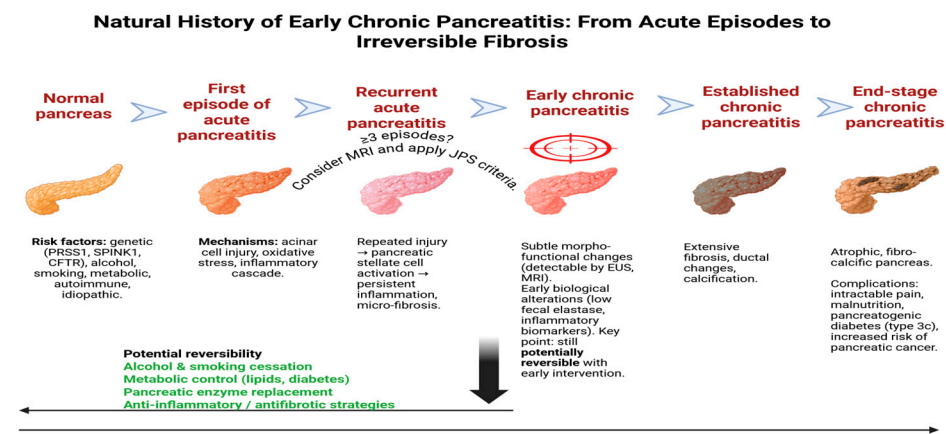 Natural History of Early Chronic Pancreatitis: From Acute Episodes to
Irreversible Fibrosis
Normal
pancreas
First
episode of
acute
pancreatitis
Recurrent
acute
pancreatitis
≥3 episodes?
Consider MRI and apply JPS criteria.
Early chronic
pancreatitis
Established
chronic
pancreatitis
End-stage
chronic
pancreatitis
Risk factors: genetic
(PRSS1, SPINK1,
CFTR), alcohol,
smoking, metabolic,
autoimmune,
idiopathic.
Mechanisms: acinar
cell injury, oxidative
stress, inflammatory
cascade.
Repeated injury
→ pancreatic
stellate cell
activation →
persistent
inflammation,
micro-fibrosis.
Subtle morpho-
functional changes
(detectable by EUS,
MRI).
Early biological
alterations (low
fecal elastase,
inflammatory
biomarkers). Key
point: still
potentially
reversible with
early intervention.
Extensive
fibrosis, ductal
changes,
calcification.
Atrophic, fibro-
calcific pancreas.
Complications:
intractable pain,
malnutrition,
pancreatogenic
diabetes (type 3c),
increased risk of
pancreatic cancer.
Potential reversibility
Alcohol & smoking cessation
Metabolic control (lipids, diabetes)
Pancreatic enzyme replacement
Anti-inflammatory / antifibrotic strategies